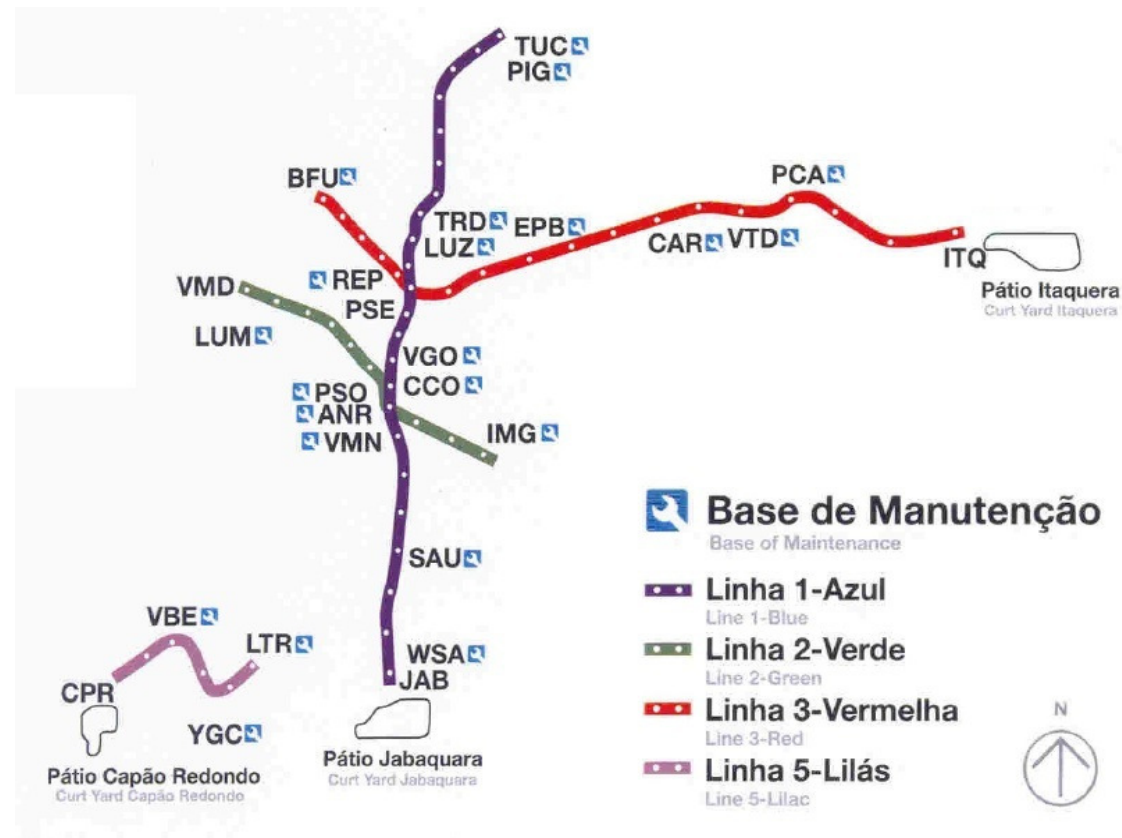 TUC
PIG
BFU
PCA
TRD
EPB
LUZ
CAR
VTD
REP
ITQ
VMD
PSE
Pátio Itaquera
Curt Yard Itaquera
LUM
VGO
PSO
CCO
ANR
VMN
IMG
Base de Manutenção
Base of Maintenance
SAU
Linha 1-Azul
Line 1-Blue
VBE
LTR
WSA
Linha 2-Verde
Line 2-Green
CPR
JAB
Linha 3-Vermelha
Line 3-Red
N
YGC
Pátio Jabaquara
Curt Yard Jabaquara
Pátio Capão Redondo
Curt Yard Capão Redondo
Linha 5-Lilás
Line 5-Lilac